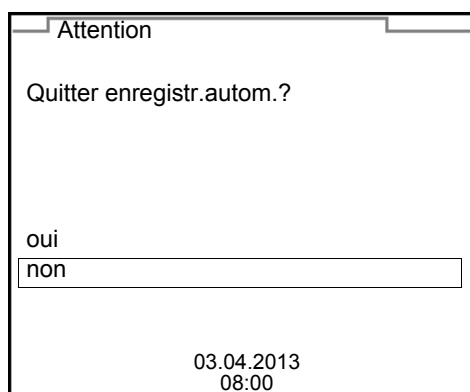 Attention
Quitter enregistr.autom.?
oui
non
03.04.2013
08:00